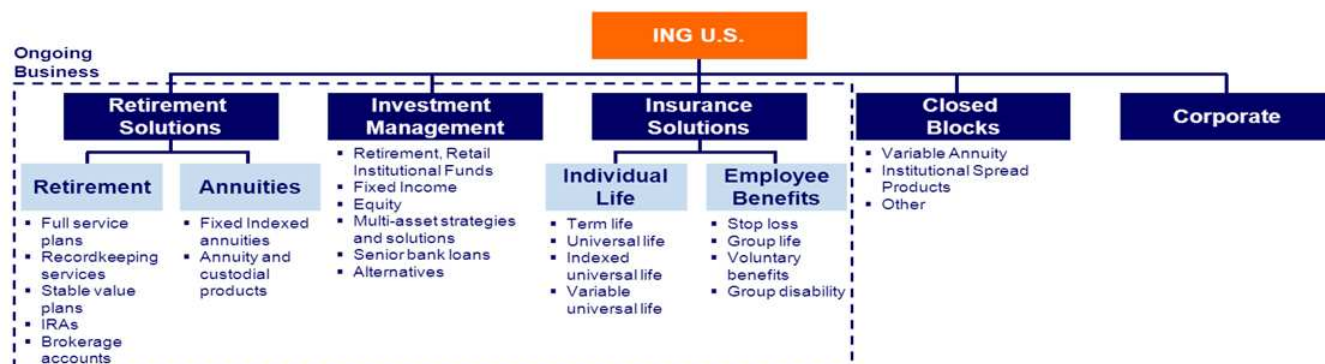 ING U.S.
Ongoing
Business
Retirement
Solutions
Investment
Management
Insurance
Solutions
Closed
Blocks
Corporate
Retirement
▪ Full service
plans
▪ Recordkeeping
services
▪ Stable value
plans
▪ IRAs
▪ Brokerage
accounts
Annuities
▪ Fixed Indexed
annuities
▪ Annuity and
custodial
products
▪ Retirement, Retail
Institutional Funds
▪ Fixed Income
▪ Equity
▪ Multi-asset strategies
and solutions
▪ Senior bank loans
▪ Alternatives
Individual
Life
▪ Term life
▪ Universal life
▪ Indexed
universal life
▪ Variable
universal life
Employee
Benefits
▪ Stop loss
▪ Group life
▪ Voluntary
benefits
▪ Group disability
▪ Variable Annuity
▪ Institutional Spread
Products
▪ Other